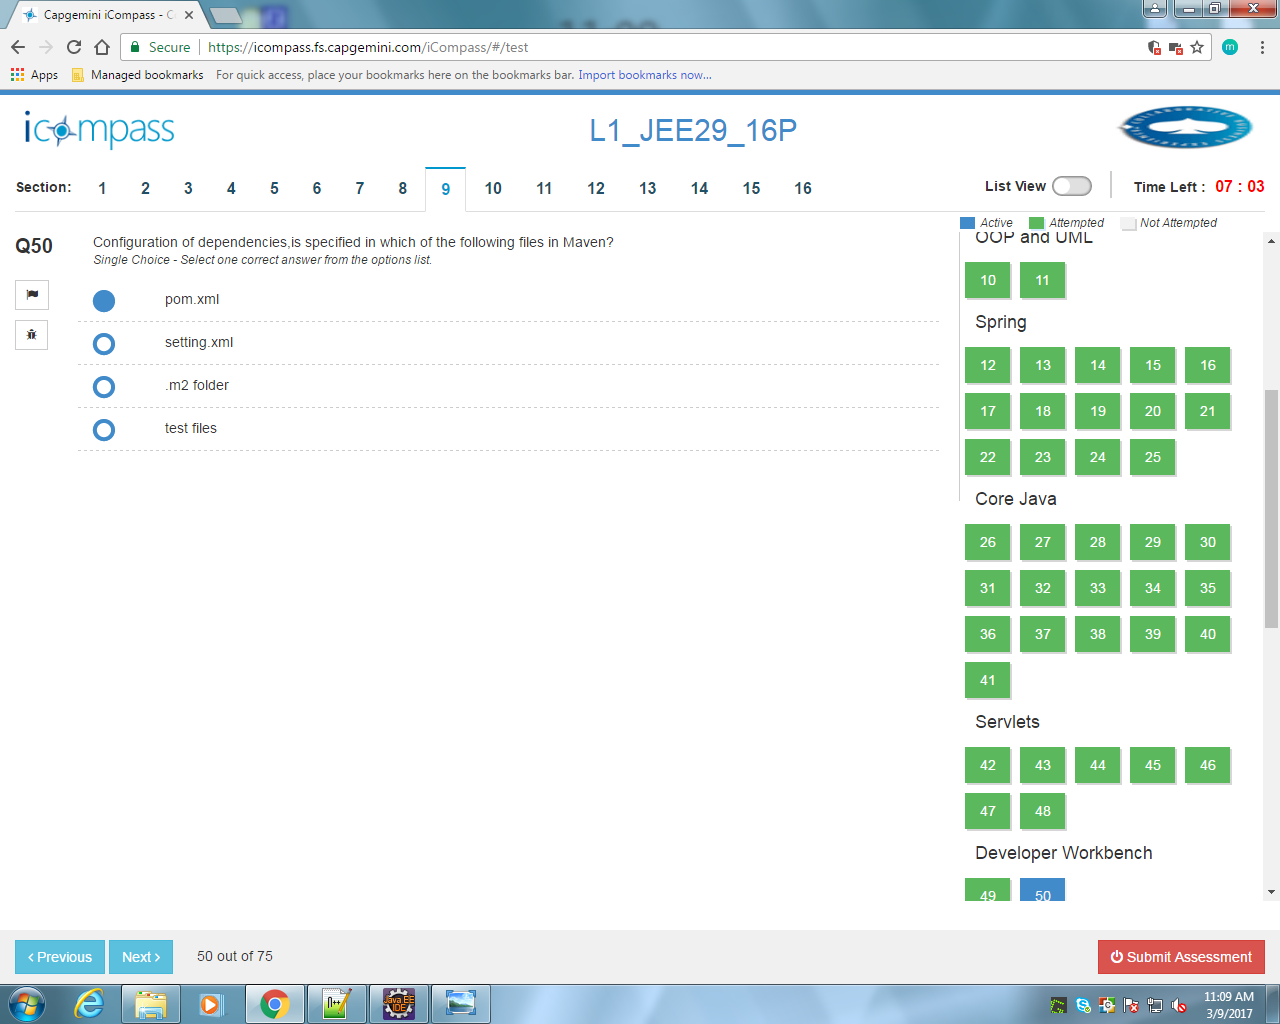 Capgemini iCompass - C
Secure | https://icompass.fs.capgemini.com/iCompass/#/test
m
Apps Managed bookmarks For quick access, place your bookmarks here on the bookmarks bar. Import bookmarks now...
icompass
L1_JEE29_16P
Section: 1 2 3 4 5 6 7 8 9 10 11 12 13 14 15 16
List View Time Left : 07 : 03
Active Attempted Not Attempted
Q50
Configuration of dependencies,is specified in which of the following files in Maven?
Single Choice - Select one correct answer from the options list.
pom.xml
setting.xml
.m2 folder
test files
OOP and UML
10 11
Spring
12 13 14 15 16
17 18 19 20 21
22 23 24 25
Core Java
26 27 28 29 30
31 32 33 34 35
36 37 38 39 40
41
Servlets
42 43 44 45 46
47 48
Developer Workbench
49 50
‹ Previous Next › 50 out of 75
Submit Assessment
Java EE
IDE
11:09 AM
3/9/2017